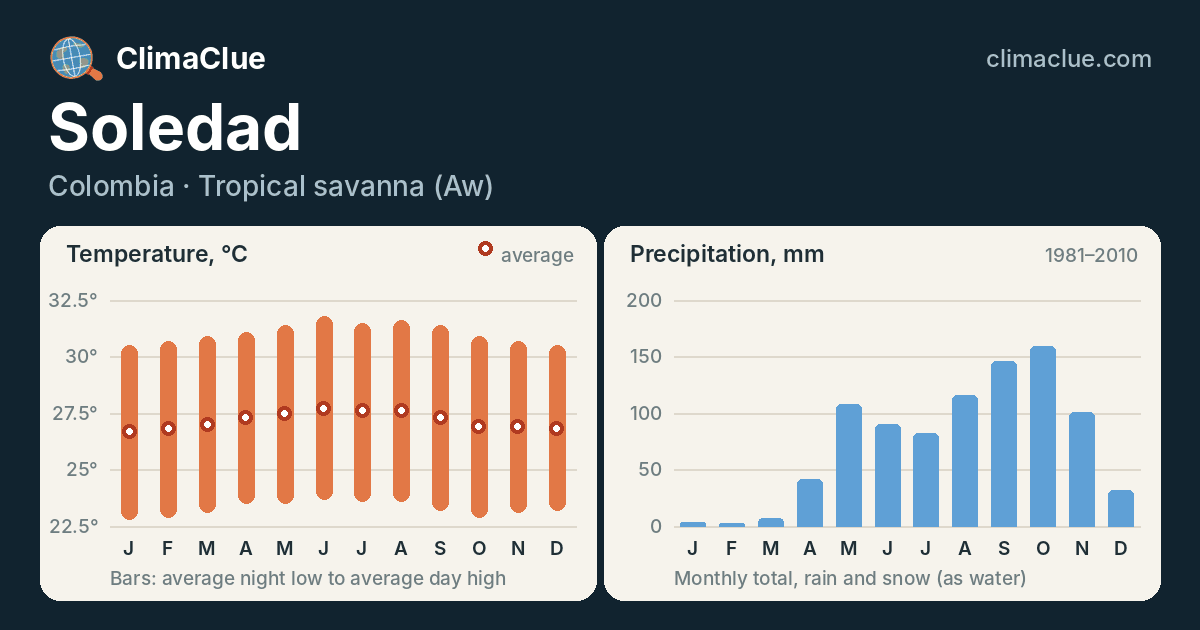 ClimaClue
climaclue.com
Soledad
Colombia · Tropical savanna (Aw)
Temperature, °C
average
32.5°
30°
27.5°
25°
22.5°
J F M A M J J A S O N D
Bars: average night low to average day high
Precipitation, mm
1981–2010
200
150
100
50
0
J F M A M J J A S O N D
Monthly total, rain and snow (as water)